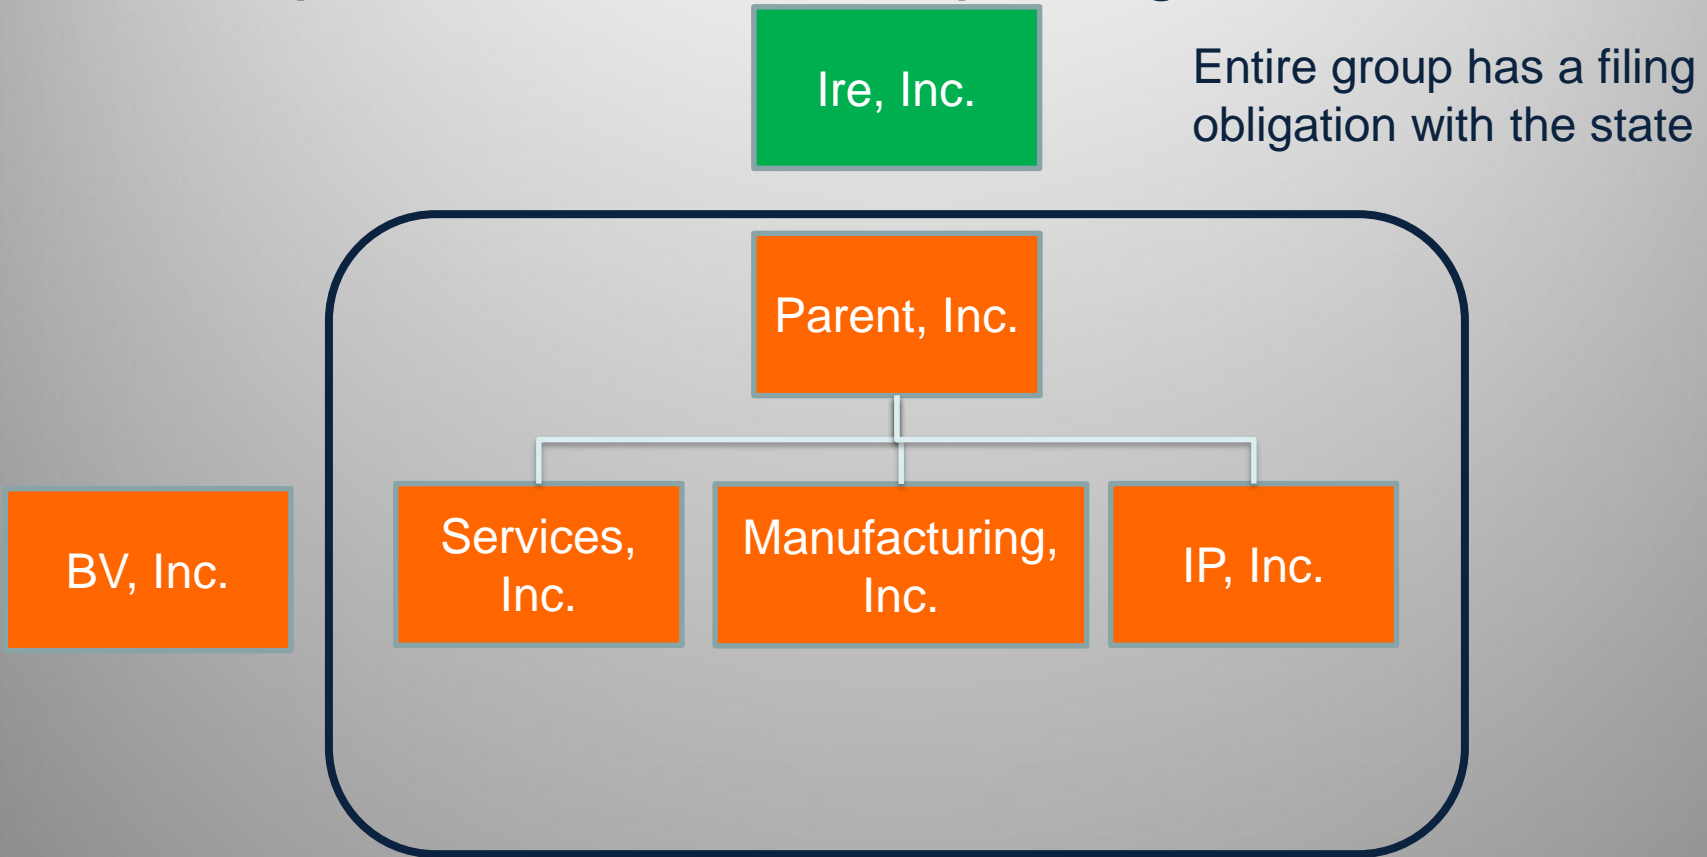 Ire, Inc.
Entire group has a filing
obligation with the state
Parent, Inc.
BV, Inc.
Services,
Inc.
Manufacturing,
Inc.
IP, Inc.